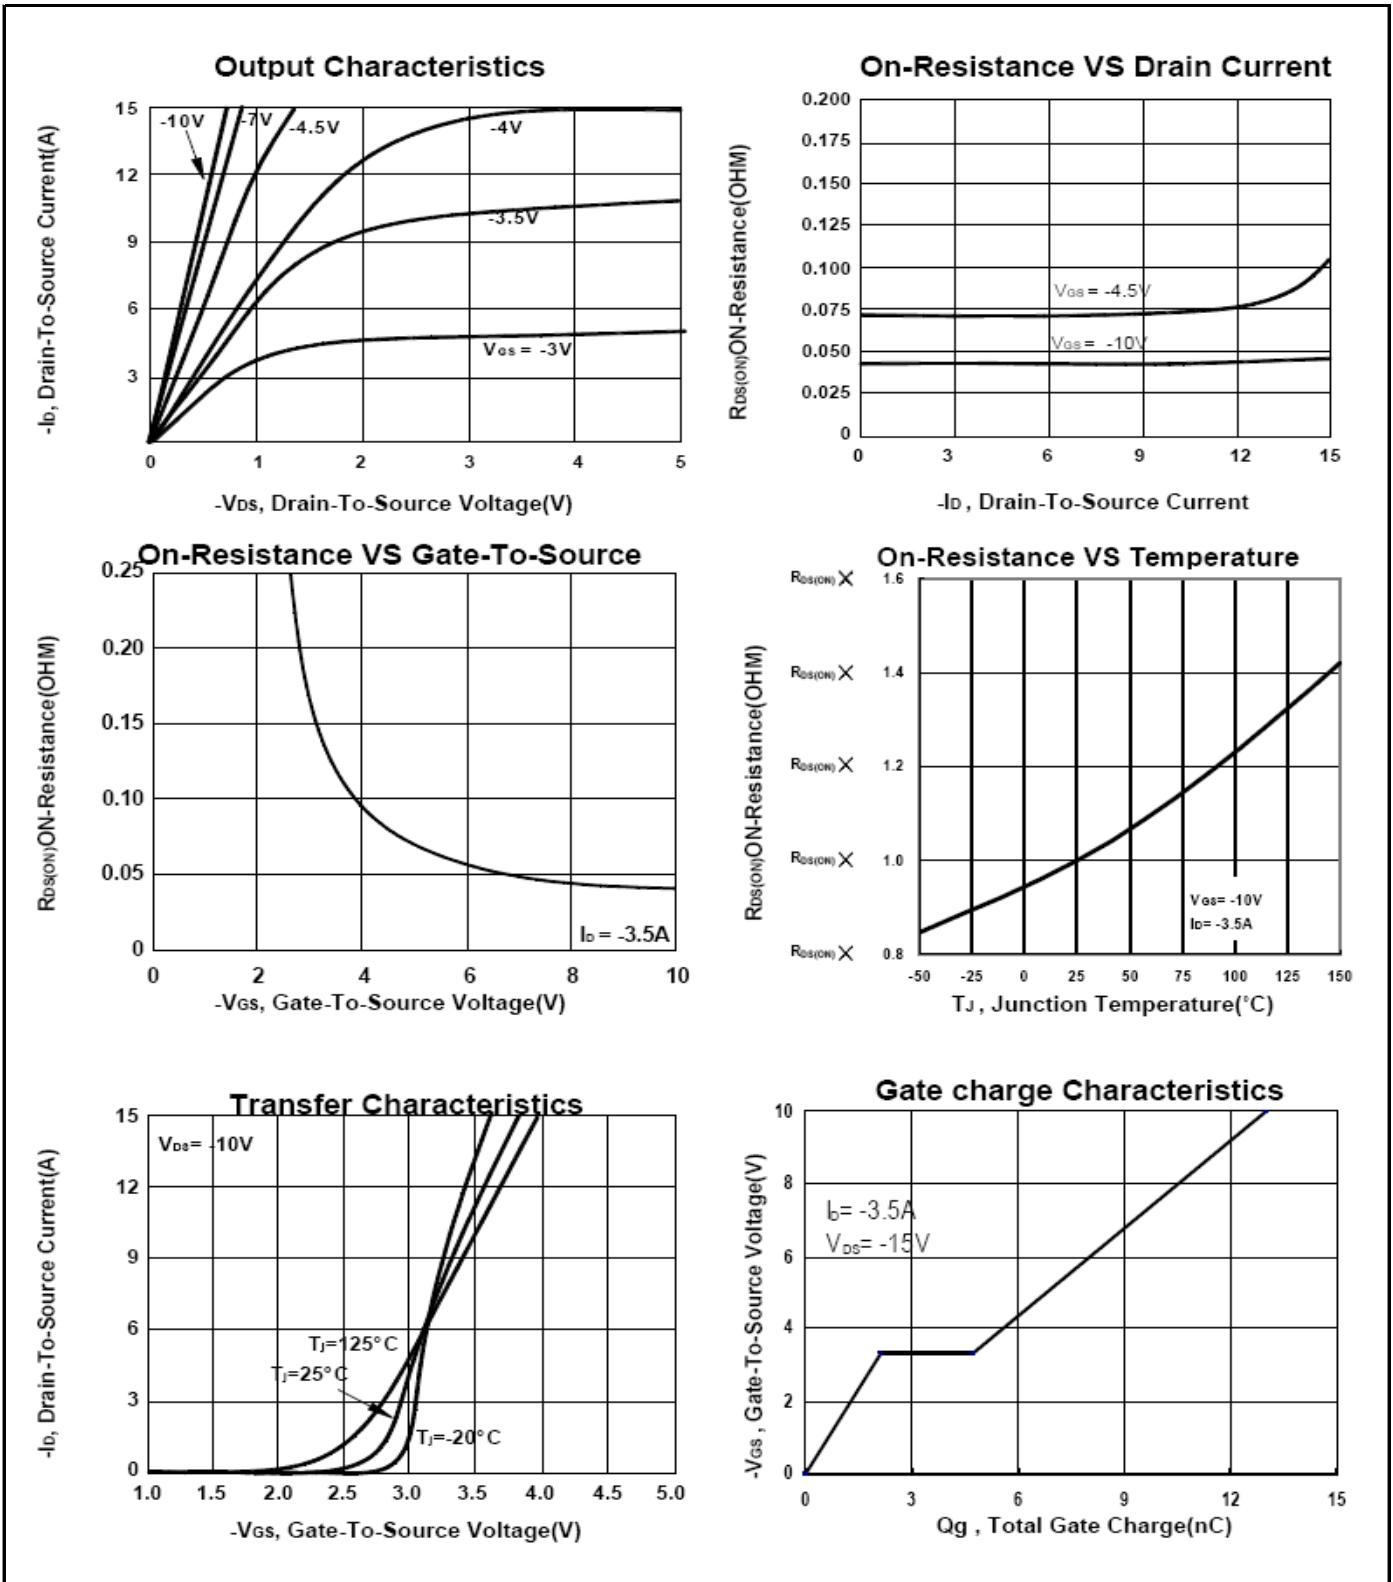 Output Characteristics
-ID, Drain-To-Source Current(A)
15
12
9
6
3
-10V
-7V
-4.5V
-4V
-3.5V
VGS = -3V
0 1 2 3 4 5
-VDS, Drain-To-Source Voltage(V)
On-Resistance VS Drain Current
RDS(ON)ON-Resistance(OHM)
0.200
0.175
0.150
0.125
0.100
0.075
0.050
0.025
0
VGS = -4.5V
VGS = -10V
0 3 6 9 12 15
-ID , Drain-To-Source Current
On-Resistance VS Gate-To-Source
RDS(ON)ON-Resistance(OHM)
0.25
0.20
0.15
0.10
0.05
0
ID = -3.5A
0 2 4 6 8 10
-VGS, Gate-To-Source Voltage(V)
On-Resistance VS Temperature
RDS(ON)ON-Resistance(OHM)
RDS(ON) X 1.6
RDS(ON) X 1.4
RDS(ON) X 1.2
RDS(ON) X 1.0
RDS(ON) X 0.8
VGS= -10V
ID= -3.5A
-50 -25 0 25 50 75 100 125 150
TJ , Junction Temperature(°C)
Transfer Characteristics
-ID, Drain-To-Source Current(A)
15
12
9
6
3
0
VDS= -10V
TJ=125°C
TJ=25°C
TJ=-20°C
1.0 1.5 2.0 2.5 3.0 3.5 4.0 4.5 5.0
-VGS, Gate-To-Source Voltage(V)
Gate charge Characteristics
-VGS , Gate-To-Source Voltage(V)
10
8
6
4
2
0
ID= -3.5A
VDS= -15V
0 3 6 9 12 15
Qg , Total Gate Charge(nC)